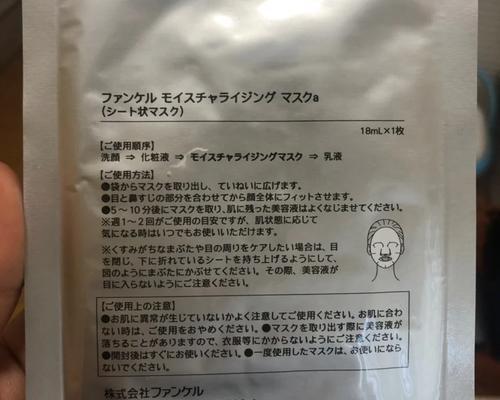 ファンケル モイスチャライジング マスクa
（シート状マスク）
18mL×1枚
【ご使用順序】
洗顔 ⇒ 化粧液 ⇒ モイスチャライジングマスク ⇒ 乳液
【ご使用方法】
●袋からマスクを取り出し、ていねいに広げます。
●目と鼻すじの部分を合わせてから顔全体にフィットさせます。
●5～10分後にマスクを取り、肌に残った美容液はよくなじませてください。
※週1～2回がご使用の目安ですが、肌状態に応じて
気になる時はいつでもお使いいただけます。
※くすみがちなまぶたや目の周りをケアしたい場合は、目
を閉じ、下に折れているシートを持ち上げるようにして、
図のようにまぶたにかぶせてください。その際、美容液が
目に入らないようにご注意ください。
【ご使用上の注意】
●お肌に異常が生じていないかよく注意してご使用ください。お肌に合わ
ない時は、ご使用をおやめください。●マスクを取り出す際に美容液が
落ちることがありますので、衣服等にかからないようにご注意ください。
●開封後はすぐにお使いください。●一度使用したマスクは、お使いになら
ないでください。
株式会社ファンケル